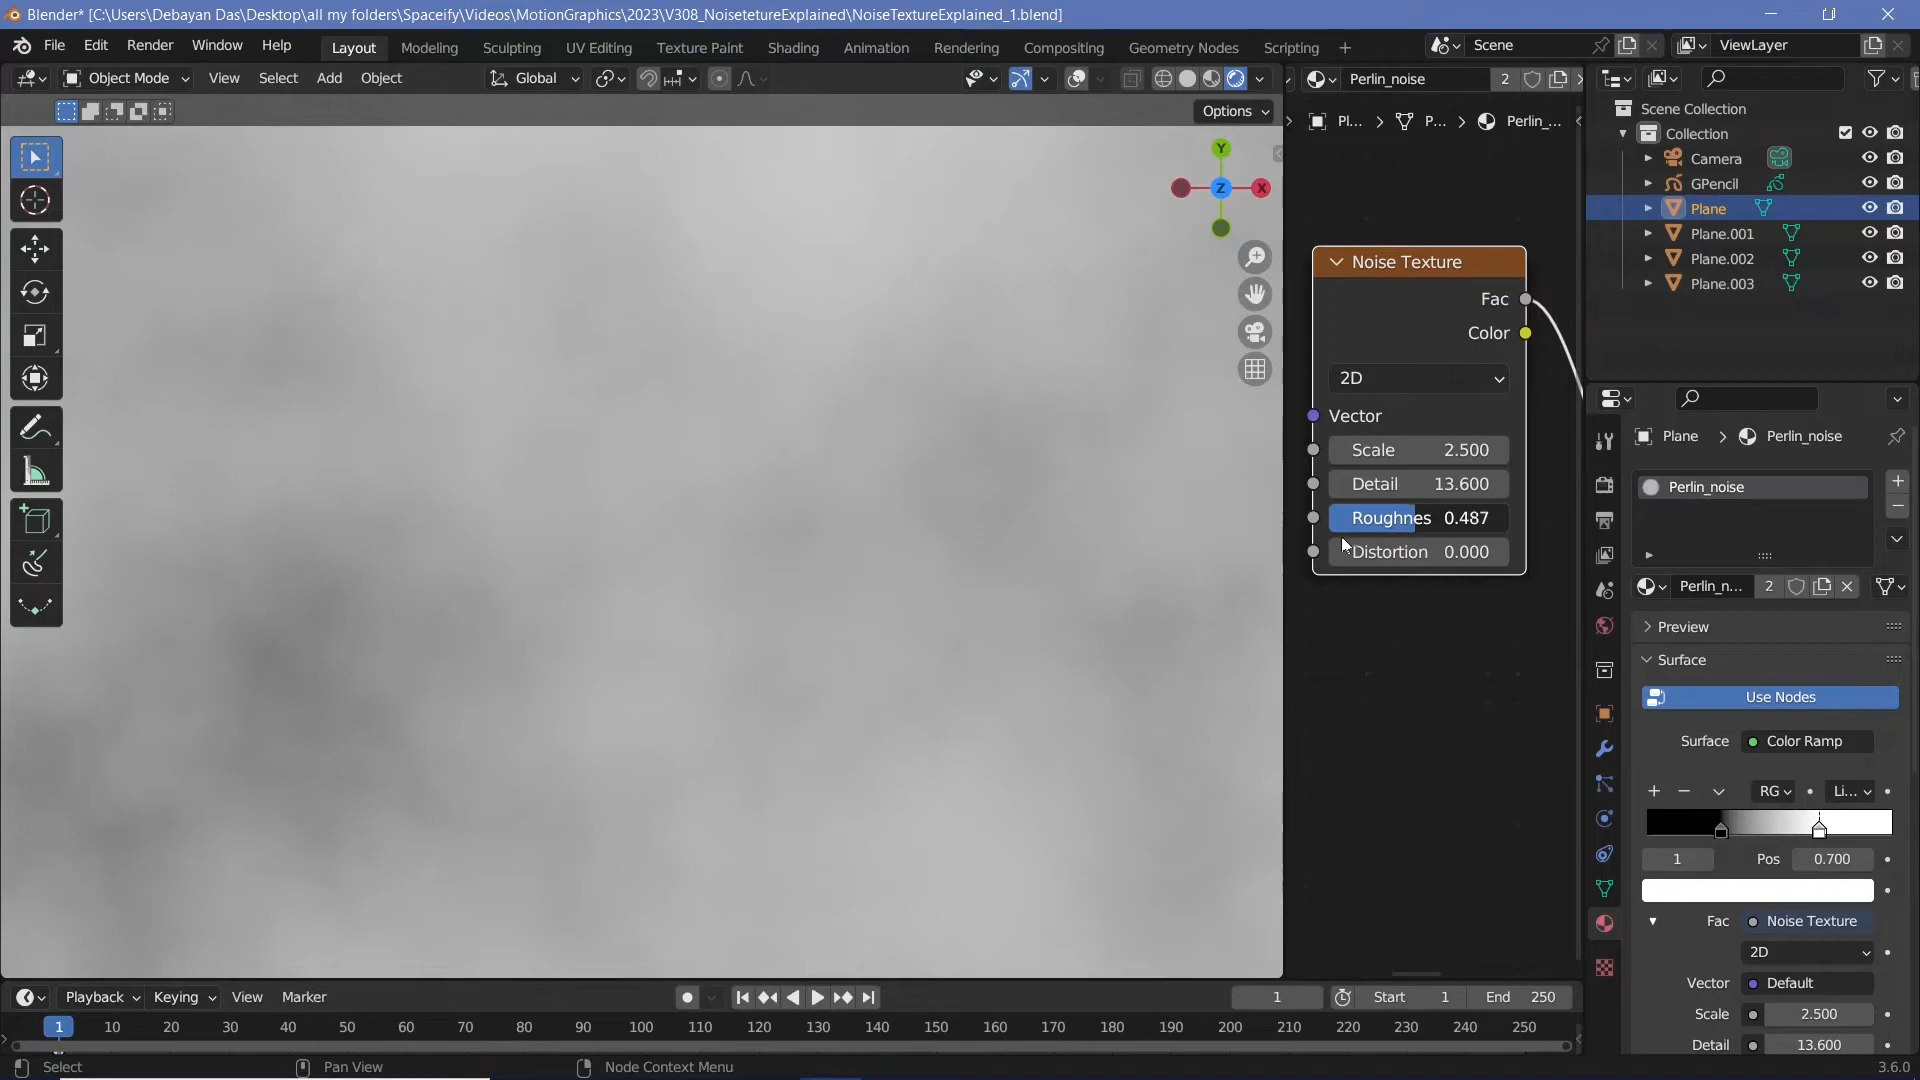 Blender* [C:\Users\Debayan Das\Desktop\all my folders\Spaceify\Videos\MotionGraphics\2023\V308_NoisetetureExplained\NoiseTextureExplained_1.blend]
File Edit Render Window Help Layout Modeling Sculpting UV Editing Texture Paint Shading Animation Rendering Compositing Geometry Nodes Scripting + Scene ViewLayer
Object Mode View Select Add Object Global Perlin_noise 2
Options
Pl... P... Perlin_...
Scene Collection
Collection
Camera
GPencil
Plane
Plane.001
Plane.002
Plane.003
Y
Z X
Noise Texture
Fac
Color
2D
Vector
Scale 2.500
Detail 13.600
Roughnes 0.487
Distortion 0.000
Plane Perlin_noise
Perlin_noise
Perlin_n... 2
Preview
Surface
Use Nodes
Surface Color Ramp
RG Li...
1 Pos 0.700
Fac Noise Texture
2D
Vector Default
Scale 2.500
Detail 13.600
Playback Keying View Marker 1 Start 1 End 250
1 10 20 30 40 50 60 70 80 90 100 110 120 130 140 150 160 170 180 190 200 210 220 230 240 250
Select Pan View Node Context Menu 3.6.0